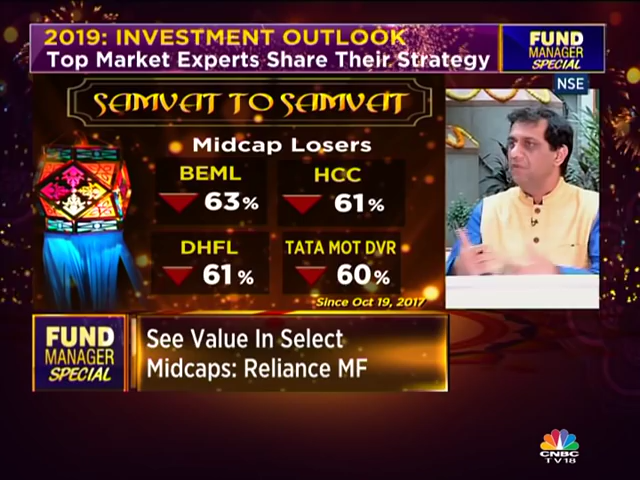 2019: INVESTMENT OUTLOOK
Top Market Experts Share Their Strategy
FUND
MANAGER
SPECIAL
NSE
SAMVAT TO SAMVAT
Midcap Losers
BEML
63%
HCC
61%
DHFL
61%
TATA MOT DVR
60%
Since Oct 19, 2017
FUND
MANAGER
SPECIAL
See Value In Select
Midcaps: Reliance MF
CNBC
TV18